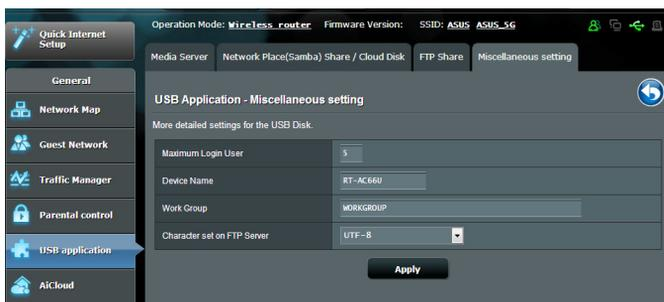 Quick Internet
Setup
Operation Mode: Wireless router Firmware Version: SSID: ASUS ASUS_5G
Media Server Network Place(Samba) Share / Cloud Disk FTP Share Miscellaneous setting
General
Network Map
Guest Network
Traffic Manager
Parental control
USB application
AiCloud
USB Application - Miscellaneous setting
More detailed settings for the USB Disk.
Maximum Login User 5
Device Name RT-AC66U
Work Group WORKGROUP
Character set on FTP Server UTF-8
Apply